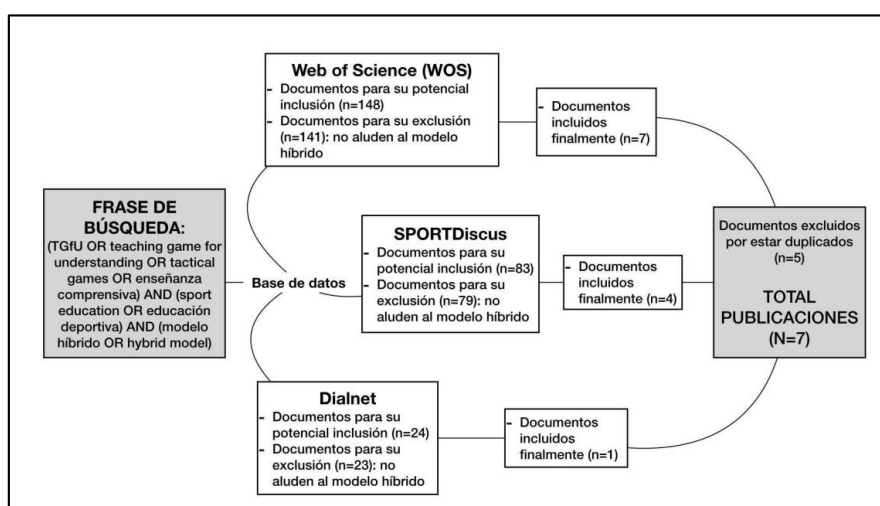 FRASE DE
BÚSQUEDA:
(TGfU OR teaching game for
understanding OR tactical
games OR enseñanza
comprensiva) AND (sport
education OR educación
deportiva) AND (modelo
híbrido OR hybrid model)
Base de datos
Web of Science (WOS)
- Documentos para su potencial
inclusión (n=148)
- Documentos para su exclusión
(n=141): no aluden al modelo
híbrido
- Documentos
incluidos
finalmente (n=7)
SPORTDiscus
- Documentos para su
potencial inclusión (n=83)
- Documentos para su
exclusión (n=79): no
aluden al modelo híbrido
- Documentos
incluidos
finalmente (n=4)
Dialnet
- Documentos para su
potencial inclusión (n=24)
- Documentos para su
exclusión (n=23): no
aluden al modelo híbrido
- Documentos
incluidos
finalmente (n=1)
Documentos excluidos
por estar duplicados
(n=5)
TOTAL
PUBLICACIONES
(N=7)